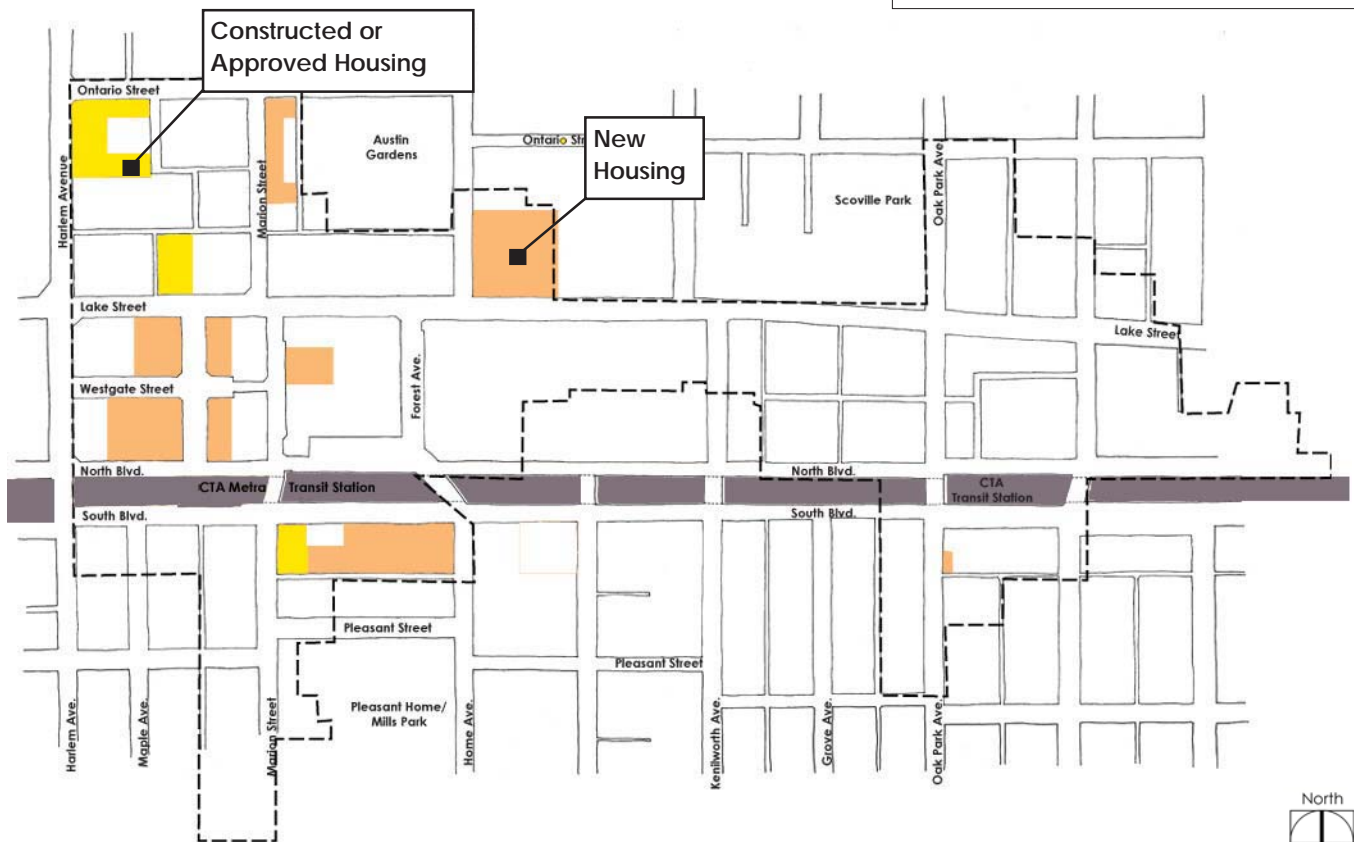 Constructed or
Approved Housing
Ontario Street
Harlem Avenue
Marion Street
Austin
Gardens
Ontario
New
Housing
Scoville Park
Oak Park Ave.
Lake Street
Lake Street
Westgate Street
Forest Ave.
North Blvd.
North Blvd.
CTA Metra Transit Station
CTA
Transit Station
South Blvd.
South Blvd.
Pleasant Street
Pleasant Street
Pleasant Home/
Mills Park
Harlem Ave.
Maple Ave.
Marion Street
Home Ave.
Kenilworth Ave.
Grove Ave.
Oak Park Ave.
North